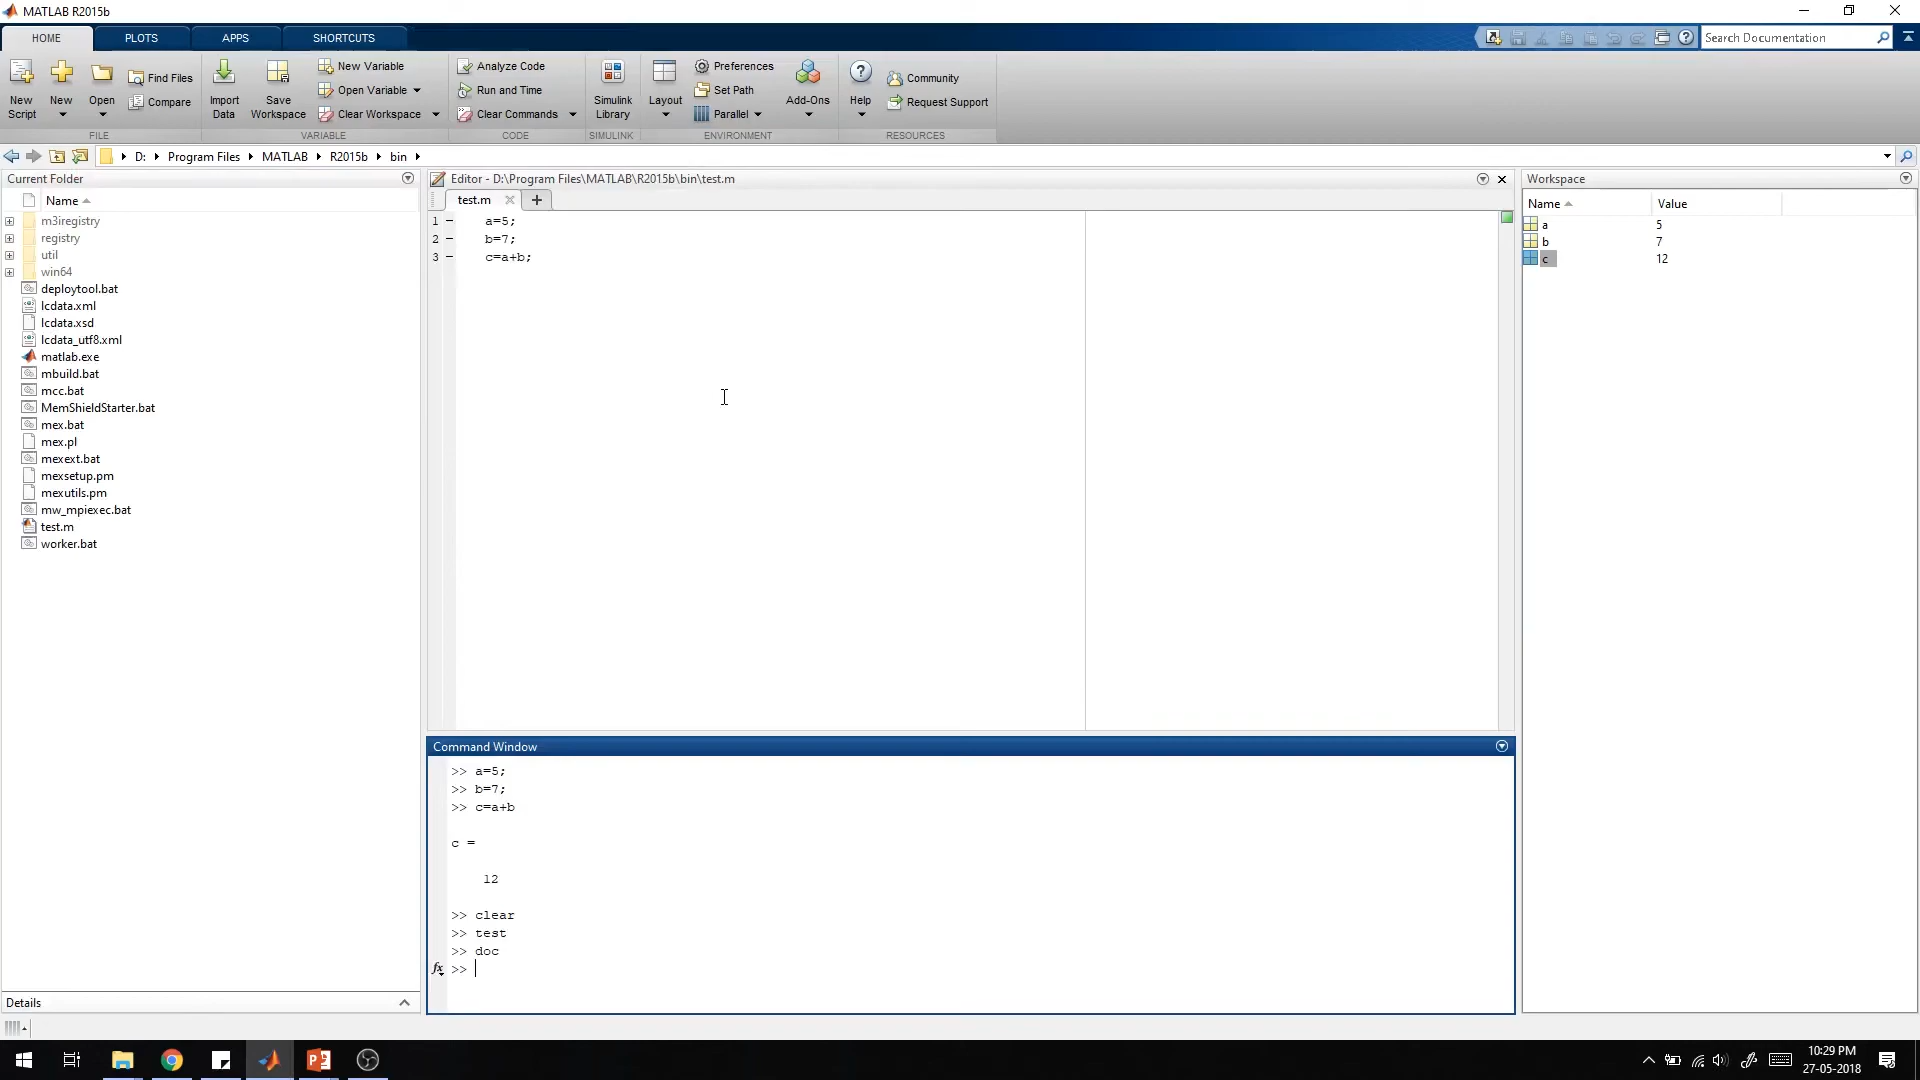 MATLAB R2015b
HOME PLOTS APPS SHORTCUTS
Search Documentation
New Script
New
Open
Find Files
Compare
FILE
Import Data
Save Workspace
New Variable
Open Variable
Clear Workspace
VARIABLE
Analyze Code
Run and Time
Clear Commands
CODE
Simulink Library
SIMULINK
Layout
Preferences
Set Path
Parallel
Add-Ons
ENVIRONMENT
Help
Community
Request Support
RESOURCES
D: Program Files MATLAB R2015b bin
Current Folder
Name
m3iregistry
registry
util
win64
deploytool.bat
lcdata.xml
lcdata.xsd
lcdata_utf8.xml
matlab.exe
mbuild.bat
mcc.bat
MemShieldStarter.bat
mex.bat
mex.pl
mexext.bat
mexsetup.pm
mexutils.pm
mw_mpiexec.bat
test.m
worker.bat
Details
Editor - D:\Program Files\MATLAB\R2015b\bin\test.m
test.m
1 – a=5;
2 – b=7;
3 – c=a+b;
Command Window
>> a=5;
>> b=7;
>> c=a+b
c =
12
>> clear
>> test
>> doc
fx >>
Workspace
Name Value
a 5
b 7
c 12
10:29 PM
27-05-2018